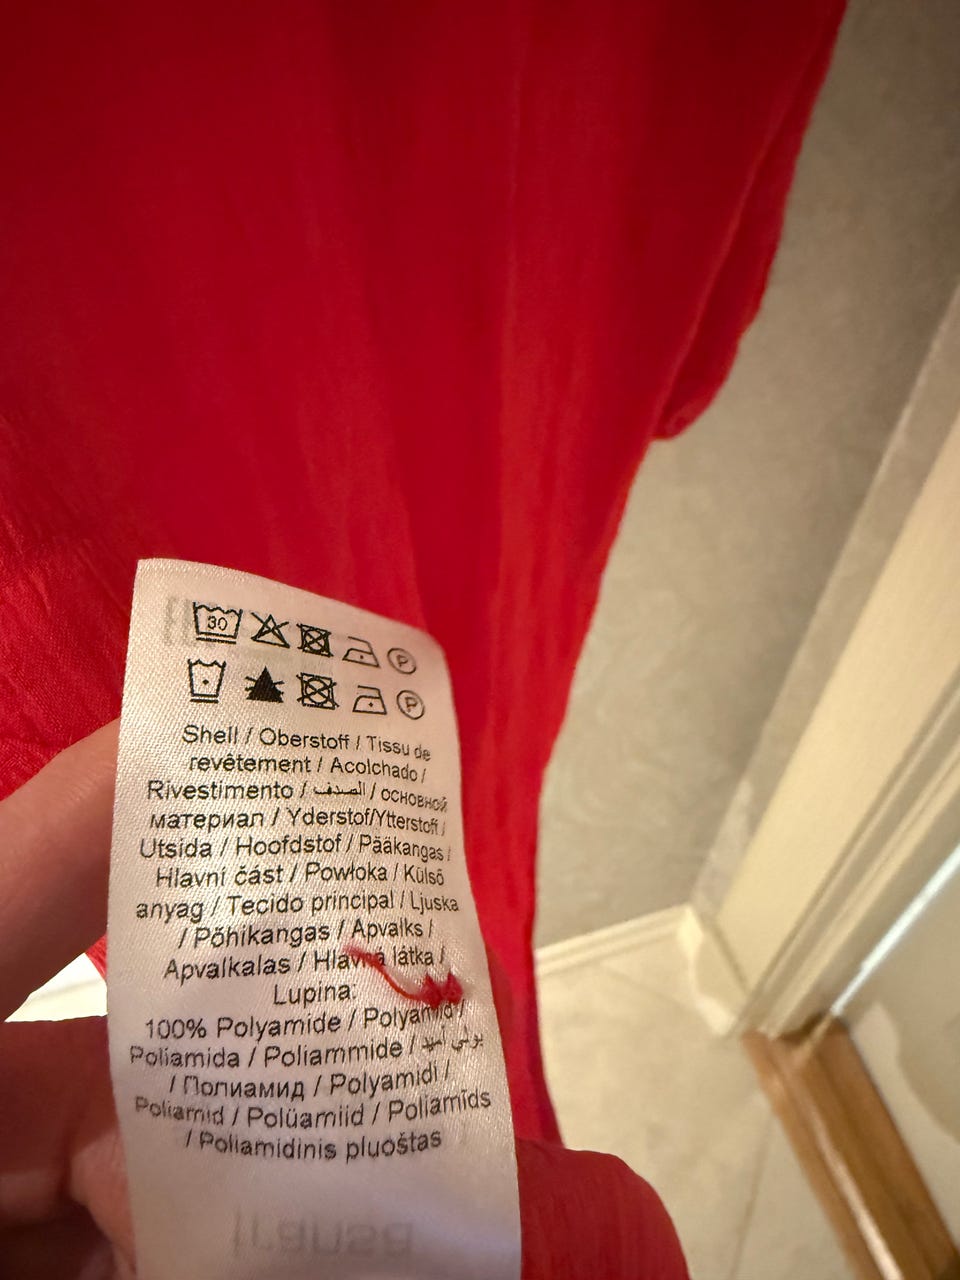 30 P
P
Shell / Oberstoff / Tissu de
revêtement / Acolchado /
Rivestimento / الصدف / основной
материал / Yderstof/Ytterstoff /
Utsida / Hoofdstof / Pääkangas /
Hlavní část / Powłoka / Külső
anyag / Tecido principal / Ljuska
/ Põhikangas / Apvalks /
Apvalkalas / Hlavná látka /
Lupina:
100% Polyamide / Polyamid /
Poliamida / Poliammide / بولي أميد
/ Полиамид / Polyamidi /
Poliamid / Polüamiid / Poliamīds
/ Poliamidinis pluoštas